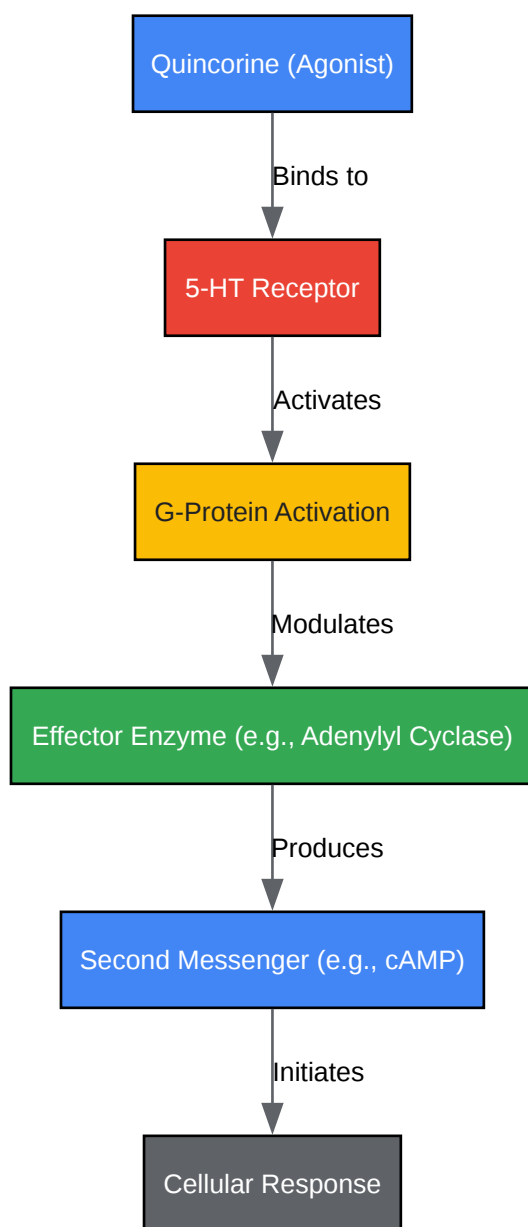 Quincorine (Agonist)
Binds to
5-HT Receptor
Activates
G-Protein Activation
Modulates
Effector Enzyme (e.g., Adenylyl Cyclase)
Produces
Second Messenger (e.g., cAMP)
Initiates
Cellular Response